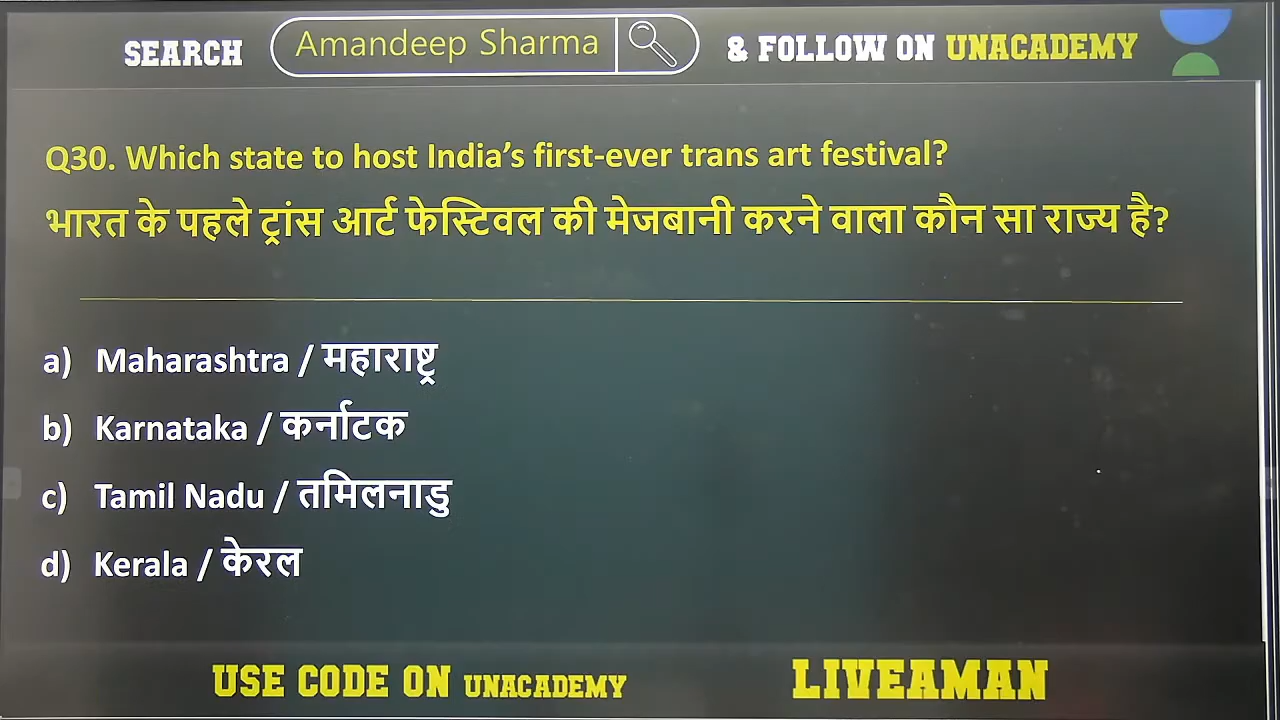 SEARCH Amandeep Sharma & FOLLOW ON UNACADEMY
Q30. Which state to host India's first-ever trans art festival?
भारत के पहले ट्रांस आर्ट फेस्टिवल की मेजबानी करने वाला कौन सा राज्य है?
a) Maharashtra / महाराष्ट्र
b) Karnataka / कर्नाटक
c) Tamil Nadu / तमिलनाडु
d) Kerala / केरल
USE CODE ON UNACADEMY LIVEAMAN